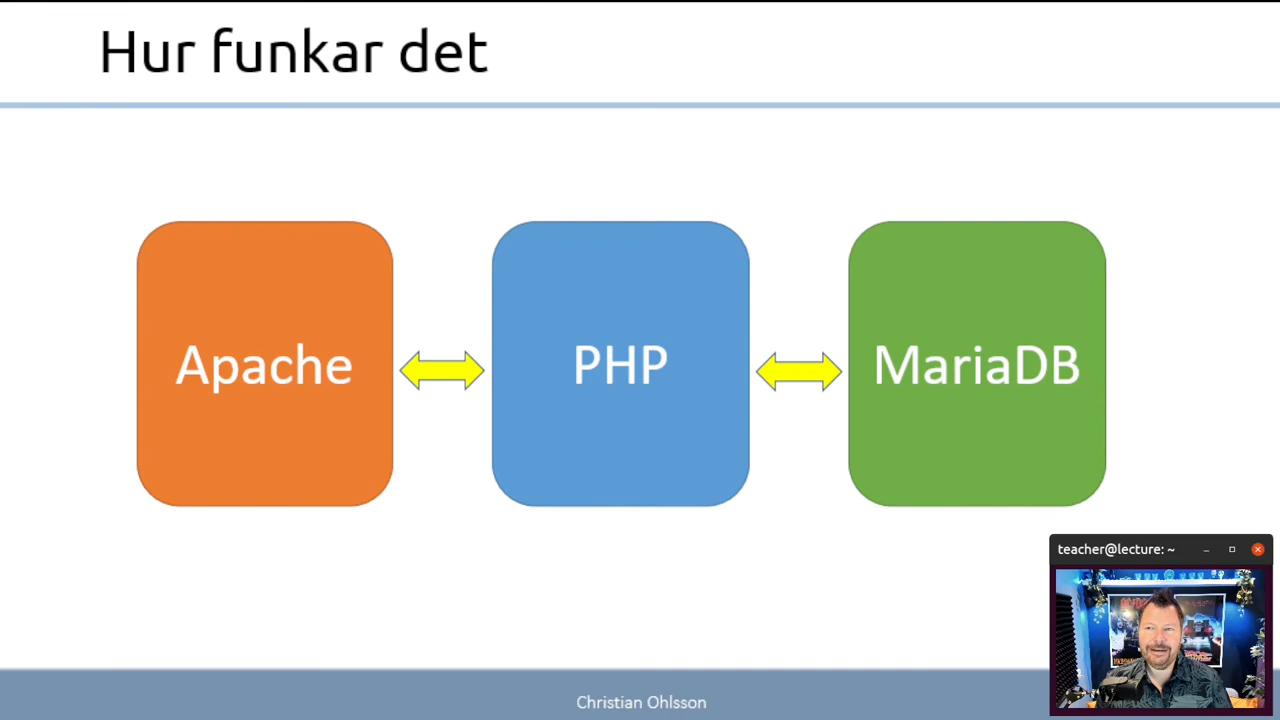 Hur funkar det
Apache
PHP
MariaDB
teacher@lecture: ~
Christian Ohlsson